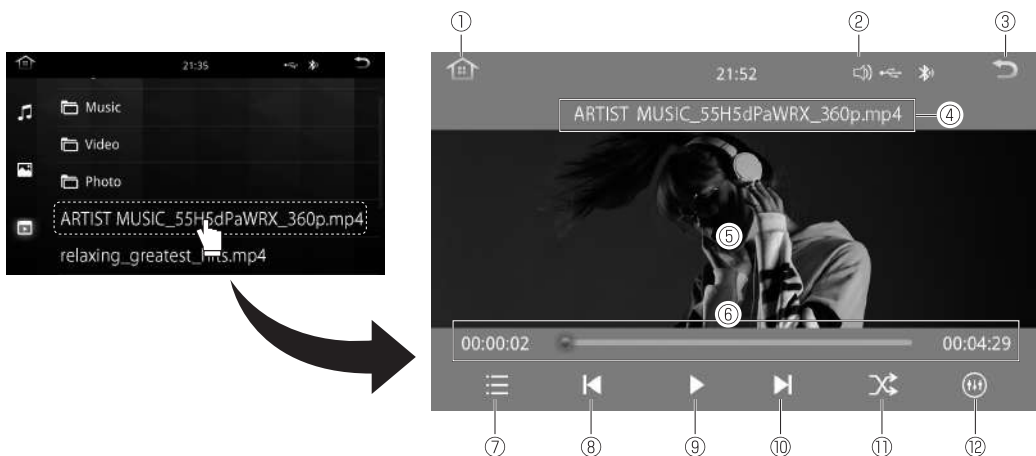 ① ② ③
21:35
Music
Video
Photo
ARTIST MUSIC_55H5dPaWRX_360p.mp4
relaxing_greatest_hits.mp4
21:52
ARTIST MUSIC_55H5dPaWRX_360p.mp4 ④
⑤
⑥
00:00:02 00:04:29
⑦ ⑧ ⑨ ⑩ ⑪ ⑫